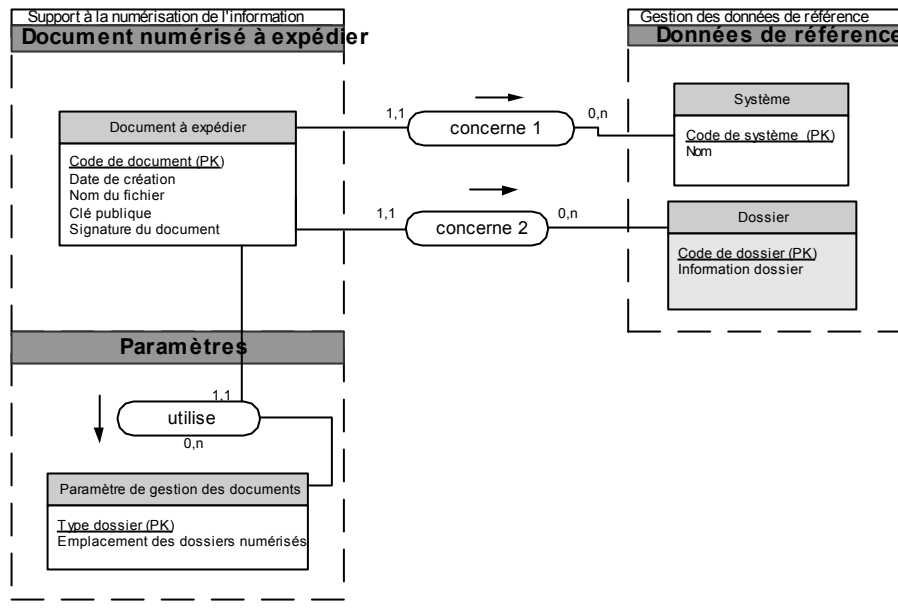 Support à la numérisation de l'information
Document numérisé à expédier
Gestion des données de référence
Données de référence
Document à expédier
Code de document (PK)
Date de création
Nom du fichier
Clé publique
Signature du document
1,1
concerne 1
0,n
Système
Code de système (PK)
Nom
1,1
concerne 2
0,n
Dossier
Code de dossier (PK)
Information dossier
Paramètres
1,1
utilise
0,n
Paramètre de gestion des documents
Type dossier (PK)
Emplacement des dossiers numérisés